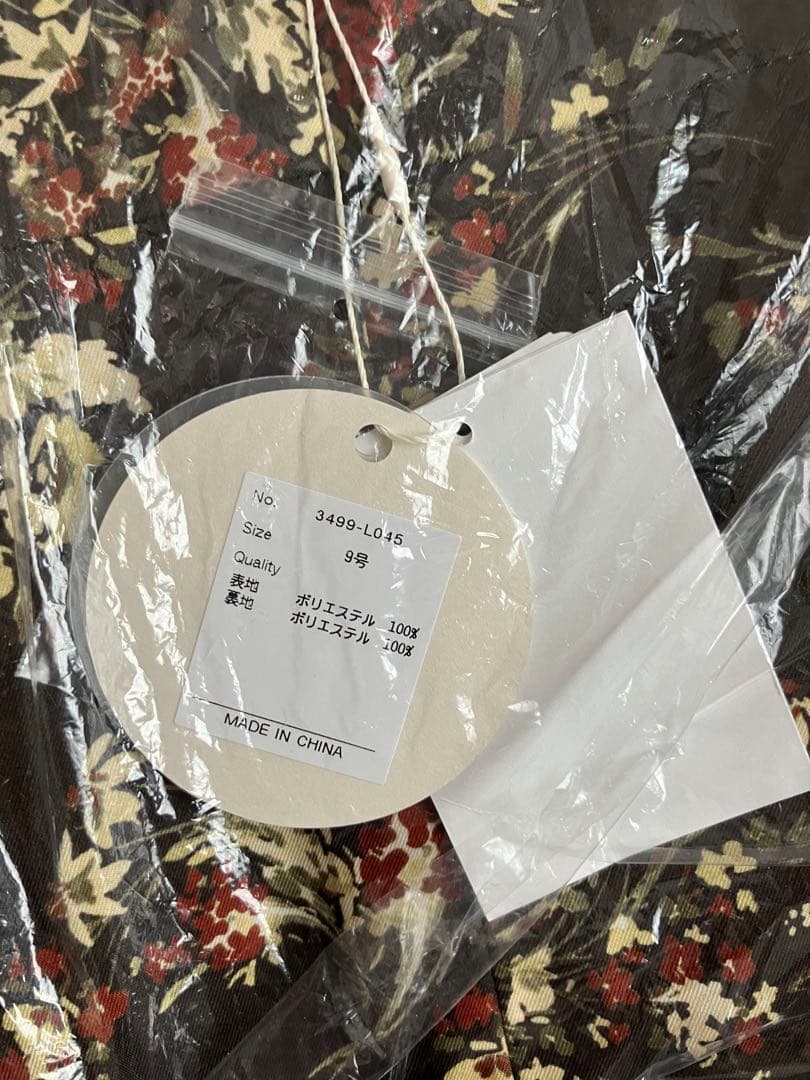 No. 3499-L045
Size 9号
Quality
表地 ポリエステル 100%
裏地 ポリエステル 100%
MADE IN CHINA